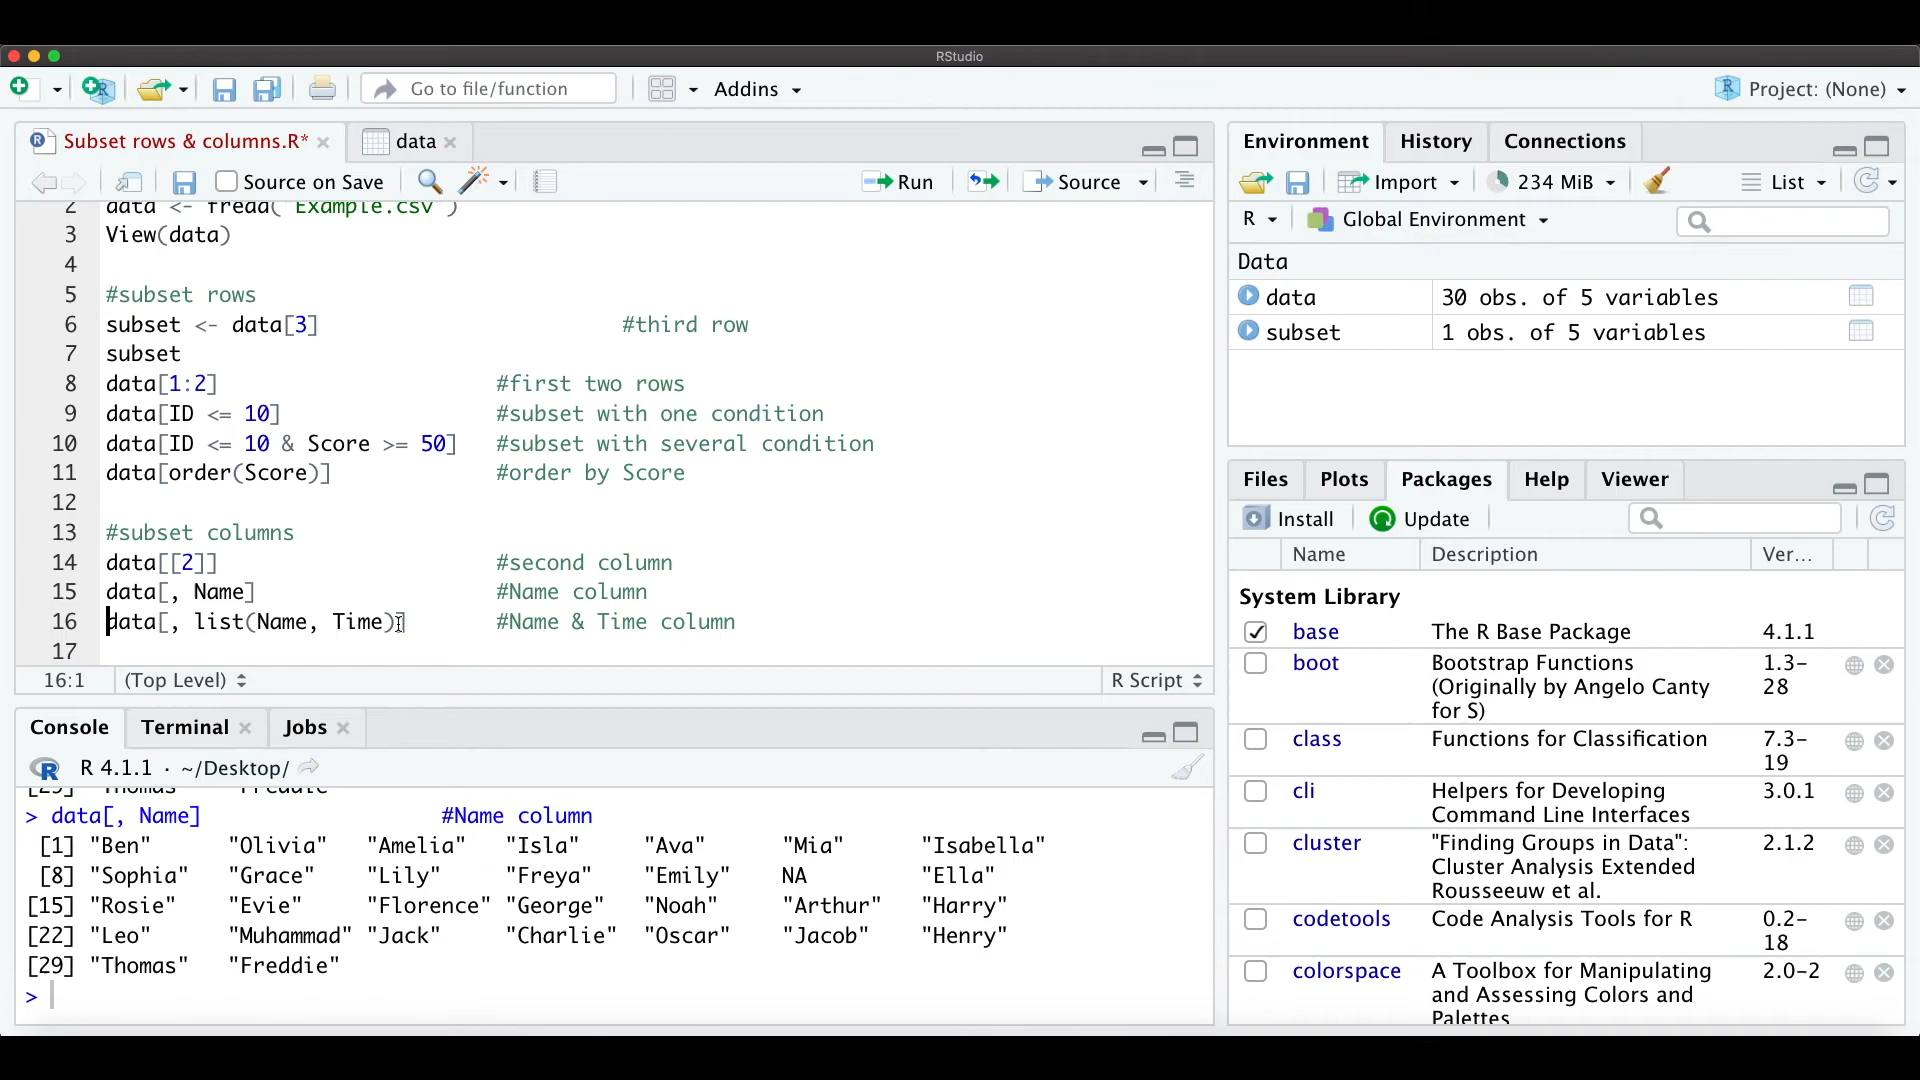 RStudio
Go to file/function Addins Project: (None)
Subset rows & columns.R* data
Source on Save Run Source
2 data <- fread("Example.csv")
3 View(data)
4
5 #subset rows
6 subset <- data[3] #third row
7 subset
8 data[1:2] #first two rows
9 data[ID <= 10] #subset with one condition
10 data[ID <= 10 & Score >= 50] #subset with several condition
11 data[order(Score)] #order by Score
12
13 #subset columns
14 data[[2]] #second column
15 data[, Name] #Name column
16 data[, list(Name, Time)] #Name & Time column
17
16:1 (Top Level) R Script
Console Terminal Jobs
R 4.1.1 · ~/Desktop/
[29] "Thomas" "Freddie"
> data[, Name] #Name column
[1] "Ben" "Olivia" "Amelia" "Isla" "Ava" "Mia" "Isabella"
[8] "Sophia" "Grace" "Lily" "Freya" "Emily" NA "Ella"
[15] "Rosie" "Evie" "Florence" "George" "Noah" "Arthur" "Harry"
[22] "Leo" "Muhammad" "Jack" "Charlie" "Oscar" "Jacob" "Henry"
[29] "Thomas" "Freddie"
>
Environment History Connections
Import 234 MiB List
R Global Environment
Data
data 30 obs. of 5 variables
subset 1 obs. of 5 variables
Files Plots Packages Help Viewer
Install Update
Name Description Ver...
System Library
base The R Base Package 4.1.1
boot Bootstrap Functions 1.3-
(Originally by Angelo Canty 28
for S)
class Functions for Classification 7.3-
19
cli Helpers for Developing 3.0.1
Command Line Interfaces
cluster "Finding Groups in Data": 2.1.2
Cluster Analysis Extended
Rousseeuw et al.
codetools Code Analysis Tools for R 0.2-
18
colorspace A Toolbox for Manipulating 2.0-2
and Assessing Colors and
Palettes